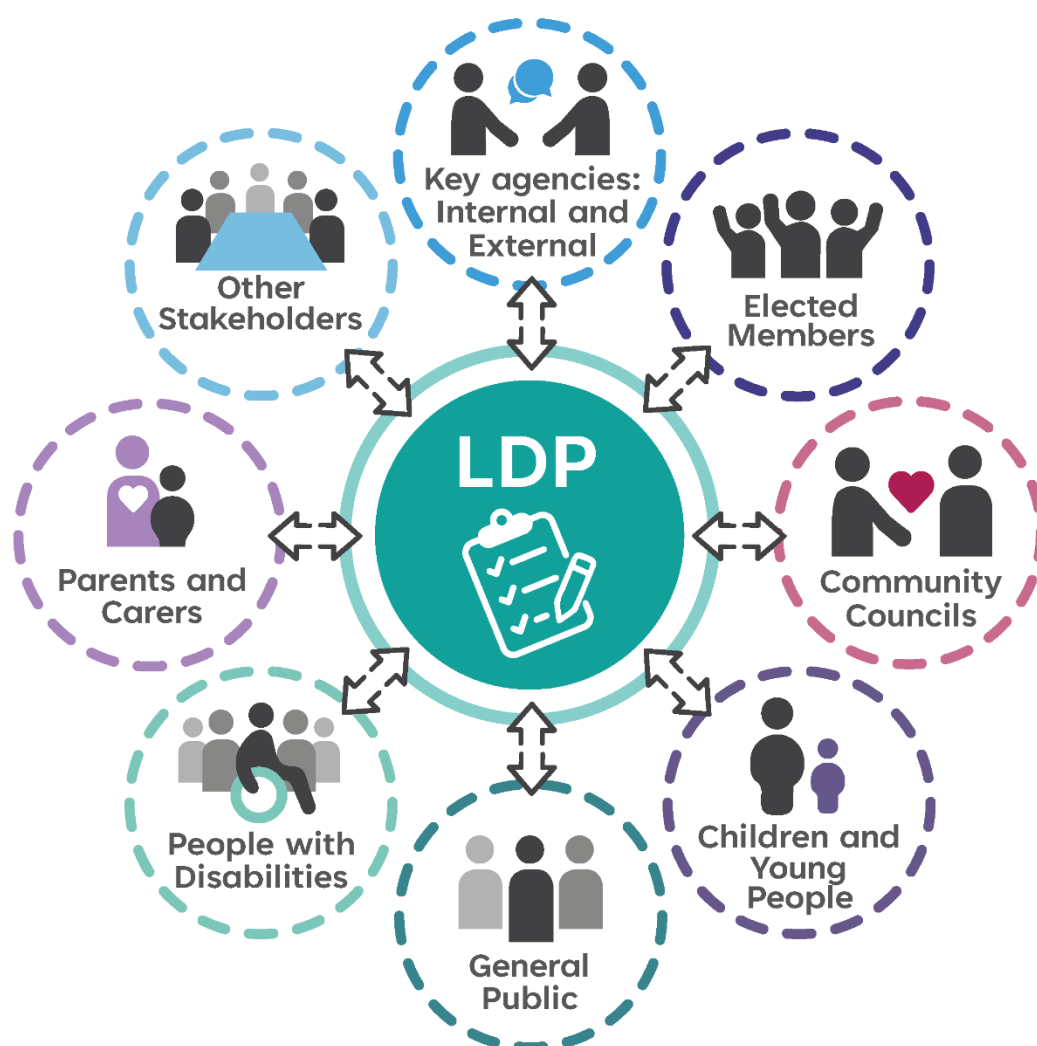 Key agencies:
Internal and
External
Elected
Members
Community
Councils
Children and
Young
People
General
Public
People with
Disabilities
Parents and
Carers
Other
Stakeholders
LDP